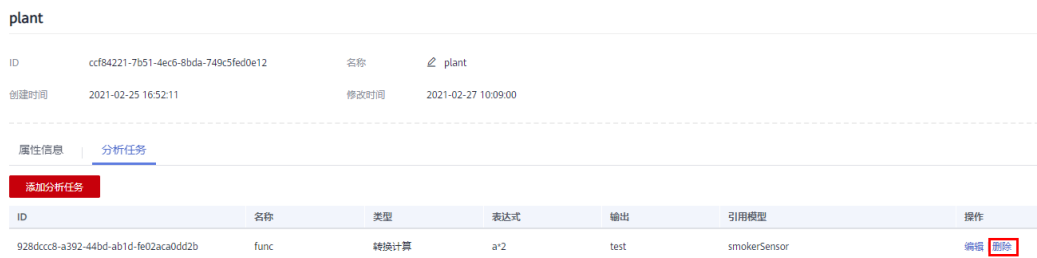 plant
ID ccf84221-7b51-4ec6-8bda-749c5fed0e12 名称 plant
创建时间 2021-02-25 16:52:11 修改时间 2021-02-27 10:09:00
属性信息 分析任务
添加分析任务
ID 名称 类型 表达式 输出 引用模型 操作
928dccc8-a392-44bd-ab1d-fe02aca0dd2b func 转换计算 a*2 test smokerSensor 编辑 删除